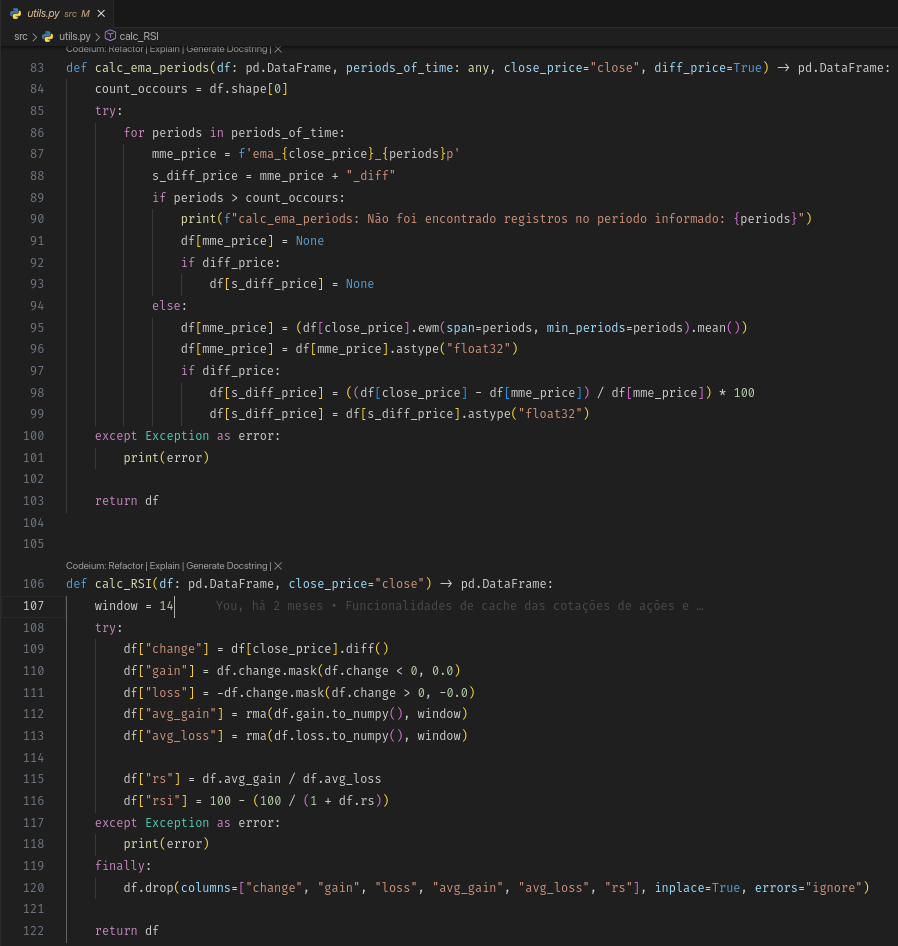 utils.py src M
src > utils.py > calc_RSI
Codeium: Refactor | Explain | Generate Docstring | X
83 def calc_ema_periods(df: pd.DataFrame, periods_of_time: any, close_price="close", diff_price=True) -> pd.DataFrame:
84     count_occours = df.shape[0]
85     try:
86         for periods in periods_of_time:
87             mme_price = f'ema_{close_price}_{periods}p'
88             s_diff_price = mme_price + "_diff"
89             if periods > count_occours:
90                 print(f"calc_ema_periods: Não foi encontrado registros no período informado: {periods}")
91                 df[mme_price] = None
92                 if diff_price:
93                     df[s_diff_price] = None
94             else:
95                 df[mme_price] = (df[close_price].ewm(span=periods, min_periods=periods).mean())
96                 df[mme_price] = df[mme_price].astype("float32")
97                 if diff_price:
98                     df[s_diff_price] = ((df[close_price] - df[mme_price]) / df[mme_price]) * 100
99                     df[s_diff_price] = df[s_diff_price].astype("float32")
100     except Exception as error:
101         print(error)
102
103     return df
104
105
Codeium: Refactor | Explain | Generate Docstring | X
106 def calc_RSI(df: pd.DataFrame, close_price="close") -> pd.DataFrame:
107     window = 14     You, há 2 meses • Funcionalidades de cache das cotações de ações e …
108     try:
109         df["change"] = df[close_price].diff()
110         df["gain"] = df.change.mask(df.change < 0, 0.0)
111         df["loss"] = -df.change.mask(df.change > 0, -0.0)
112         df["avg_gain"] = rma(df.gain.to_numpy(), window)
113         df["avg_loss"] = rma(df.loss.to_numpy(), window)
114
115         df["rs"] = df.avg_gain / df.avg_loss
116         df["rsi"] = 100 - (100 / (1 + df.rs))
117     except Exception as error:
118         print(error)
119     finally:
120         df.drop(columns=["change", "gain", "loss", "avg_gain", "avg_loss", "rs"], inplace=True, errors="ignore")
121
122     return df